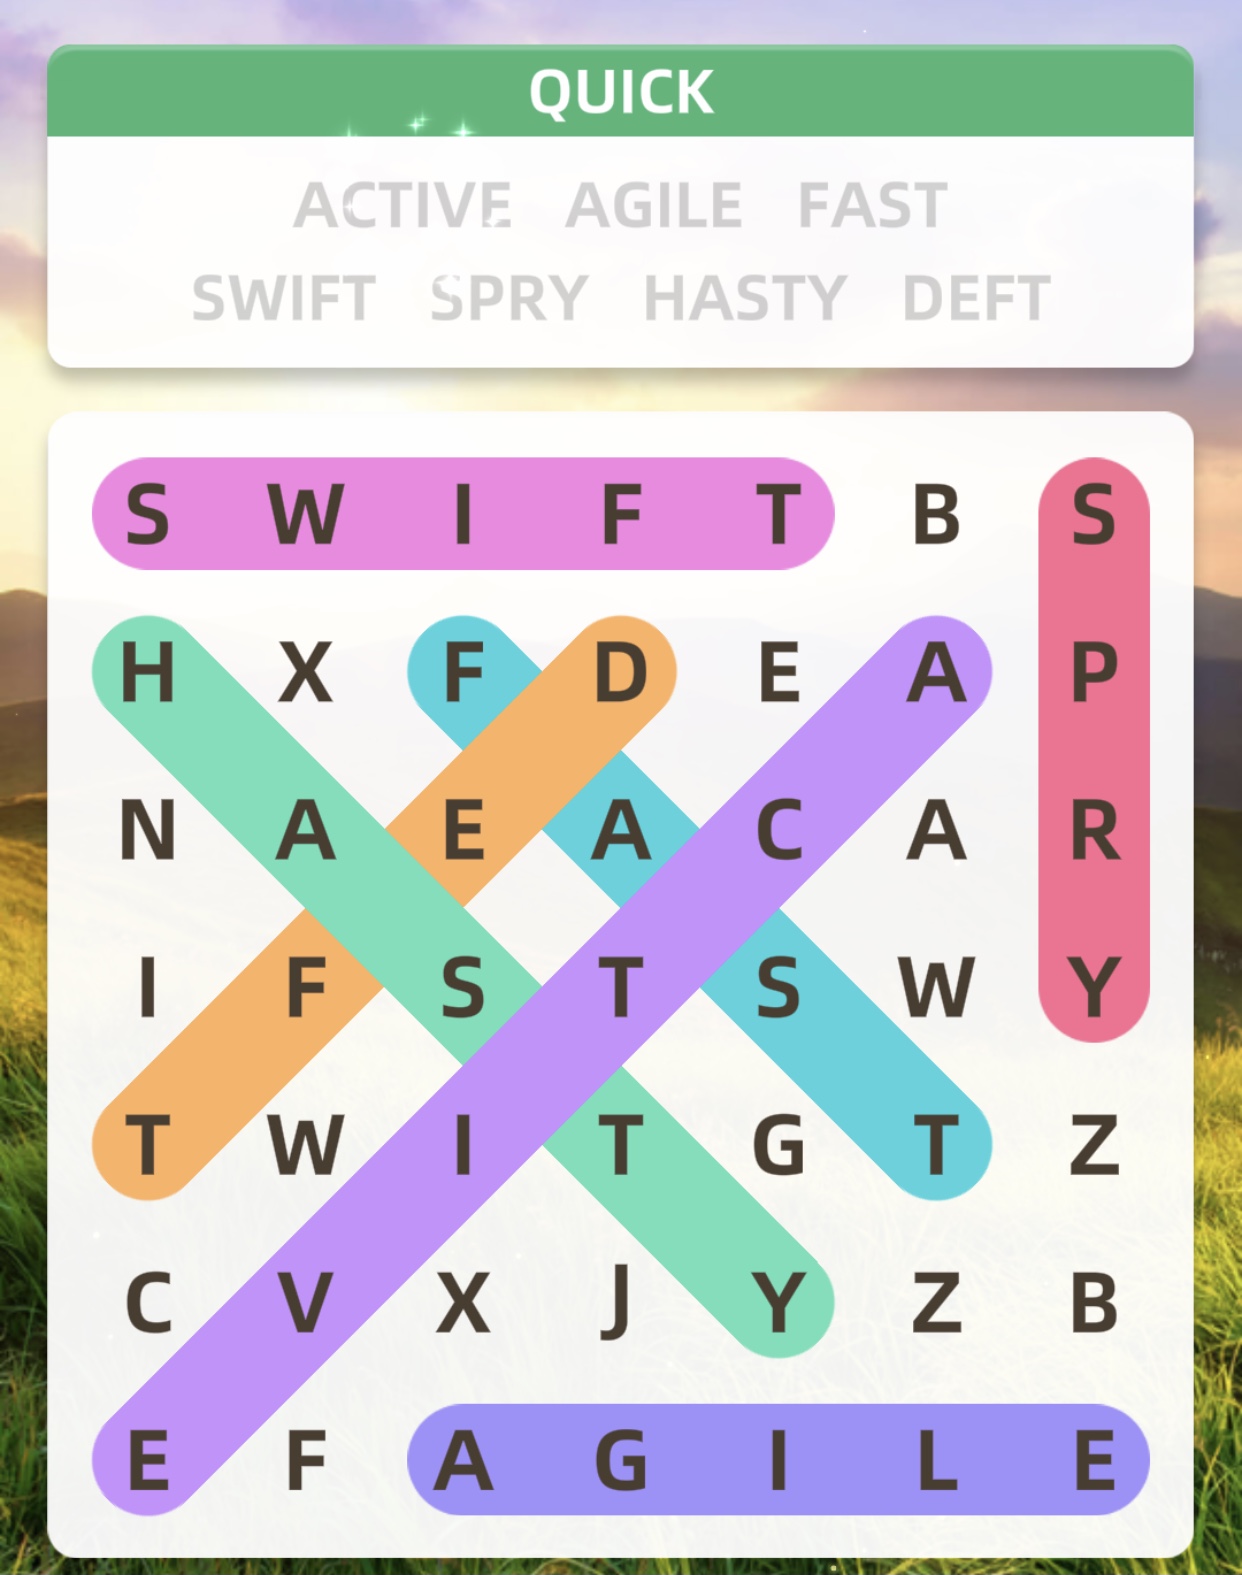 QUICK
ACTIVE AGILE FAST
SWIFT SPRY HASTY DEFT
S W I F T B S
H X F D E A P
N A E A C A R
I F S T S W Y
T W I T G T Z
C V X J Y Z B
E F A G I L E